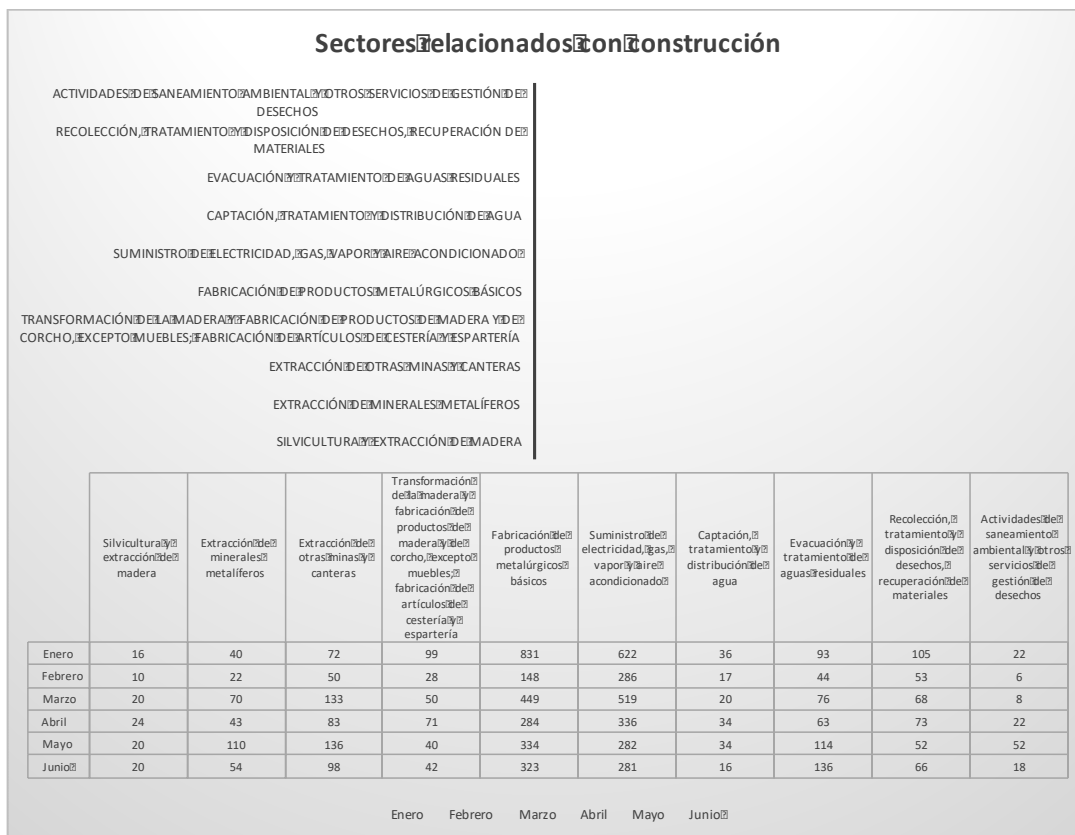 Sectores relacionados con construcción
ACTIVIDADES DE SANEAMIENTO AMBIENTAL Y OTROS SERVICIOS DE GESTIÓN DE
DESECHOS
RECOLECCIÓN, TRATAMIENTO Y DISPOSICIÓN DE DESECHOS, RECUPERACIÓN DE
MATERIALES
EVACUACIÓN Y TRATAMIENTO DE AGUAS RESIDUALES
CAPTACIÓN, TRATAMIENTO Y DISTRIBUCIÓN DE AGUA
SUMINISTRO DE ELECTRICIDAD, GAS, VAPOR Y AIRE ACONDICIONADO
FABRICACIÓN DE PRODUCTOS METALÚRGICOS BÁSICOS
TRANSFORMACIÓN DE LA MADERA Y FABRICACIÓN DE PRODUCTOS DE MADERA Y DE
CORCHO, EXCEPTO MUEBLES; FABRICACIÓN DE ARTÍCULOS DE CESTERÍA Y ESPARTERÍA
EXTRACCIÓN DE OTRAS MINAS Y CANTERAS
EXTRACCIÓN DE MINERALES METALÍFEROS
SILVICULTURA Y EXTRACCIÓN DE MADERA
Silvicultura y
extracción de
madera
Extracción de
minerales
metalíferos
Extracción de
otras minas y
canteras
Transformación
de la madera y
fabricación de
productos de
madera y de
corcho, excepto
muebles;
fabricación de
artículos de
cestería y
espartería
Fabricación de
productos
metalúrgicos
básicos
Suministro de
electricidad, gas,
vapor y aire
acondicionado
Captación,
tratamiento y
distribución de
agua
Evacuación y
tratamiento de
aguas residuales
Recolección,
tratamiento y
disposición de
desechos,
recuperación de
materiales
Actividades de
saneamiento
ambiental y otros
servicios de
gestión de
desechos
Enero 16 40 72 99 831 622 36 93 105 22
Febrero 10 22 50 28 148 286 17 44 53 6
Marzo 20 70 133 50 449 519 20 76 68 8
Abril 24 43 83 71 284 336 34 63 73 22
Mayo 20 110 136 40 334 282 34 114 52 52
Junio 20 54 98 42 323 281 16 136 66 18
Enero Febrero Marzo Abril Mayo Junio